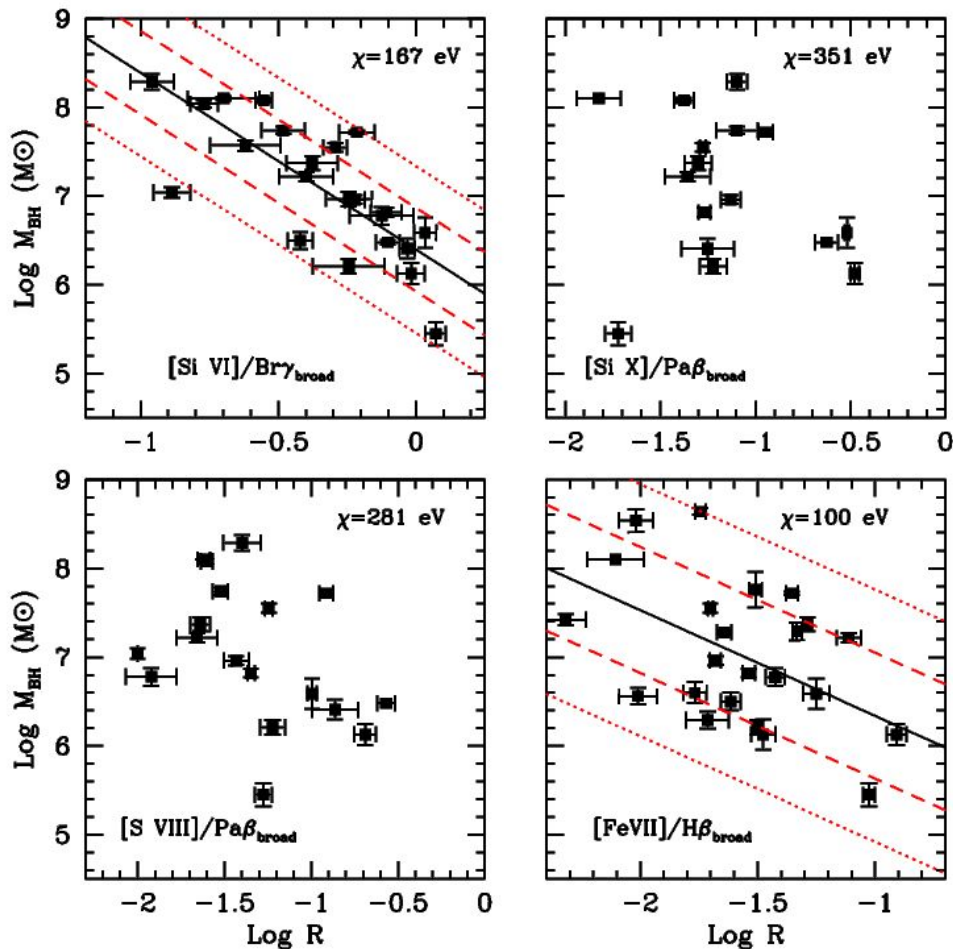 9
8
7
6
5
Log M_BH (M⊙)
χ=167 eV
[Si VI]/Brγ_broad
−1 −0.5 0
χ=351 eV
[Si X]/Paβ_broad
−2 −1.5 −1 −0.5 0
9
8
7
6
5
Log M_BH (M⊙)
χ=281 eV
[S VIII]/Paβ_broad
−2 −1.5 −1 −0.5 0
Log R
χ=100 eV
[FeVII]/Hβ_broad
−2 −1.5 −1
Log R